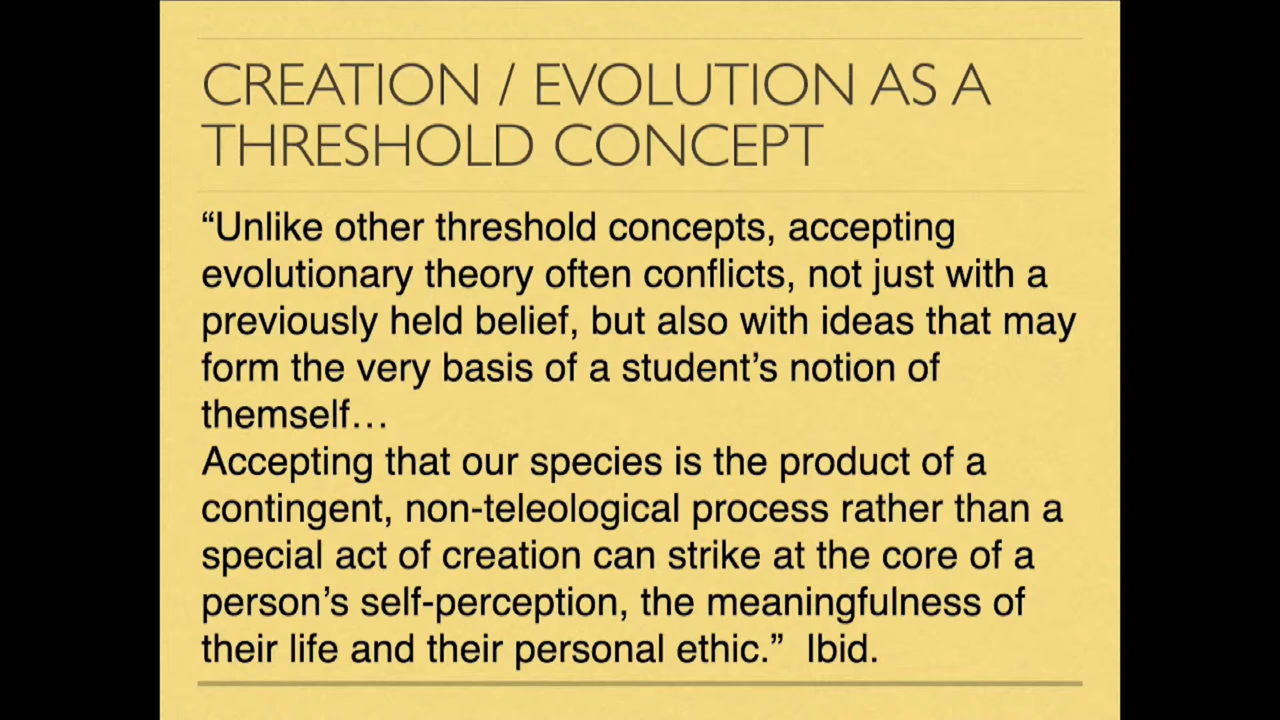 CREATION / EVOLUTION AS A
THRESHOLD CONCEPT
“Unlike other threshold concepts, accepting
evolutionary theory often conflicts, not just with a
previously held belief, but also with ideas that may
form the very basis of a student’s notion of
themself…
Accepting that our species is the product of a
contingent, non-teleological process rather than a
special act of creation can strike at the core of a
person’s self-perception, the meaningfulness of
their life and their personal ethic.” Ibid.